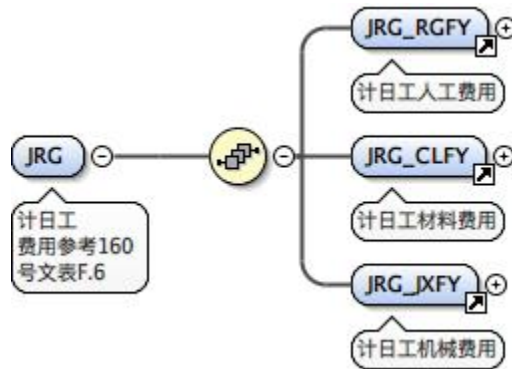 JRG_RGFY
计日工人工费用
JRG
计日工
费用参考160
号文表F.6
JRG_CLFY
计日工材料费用
JRG_JXFY
计日工机械费用